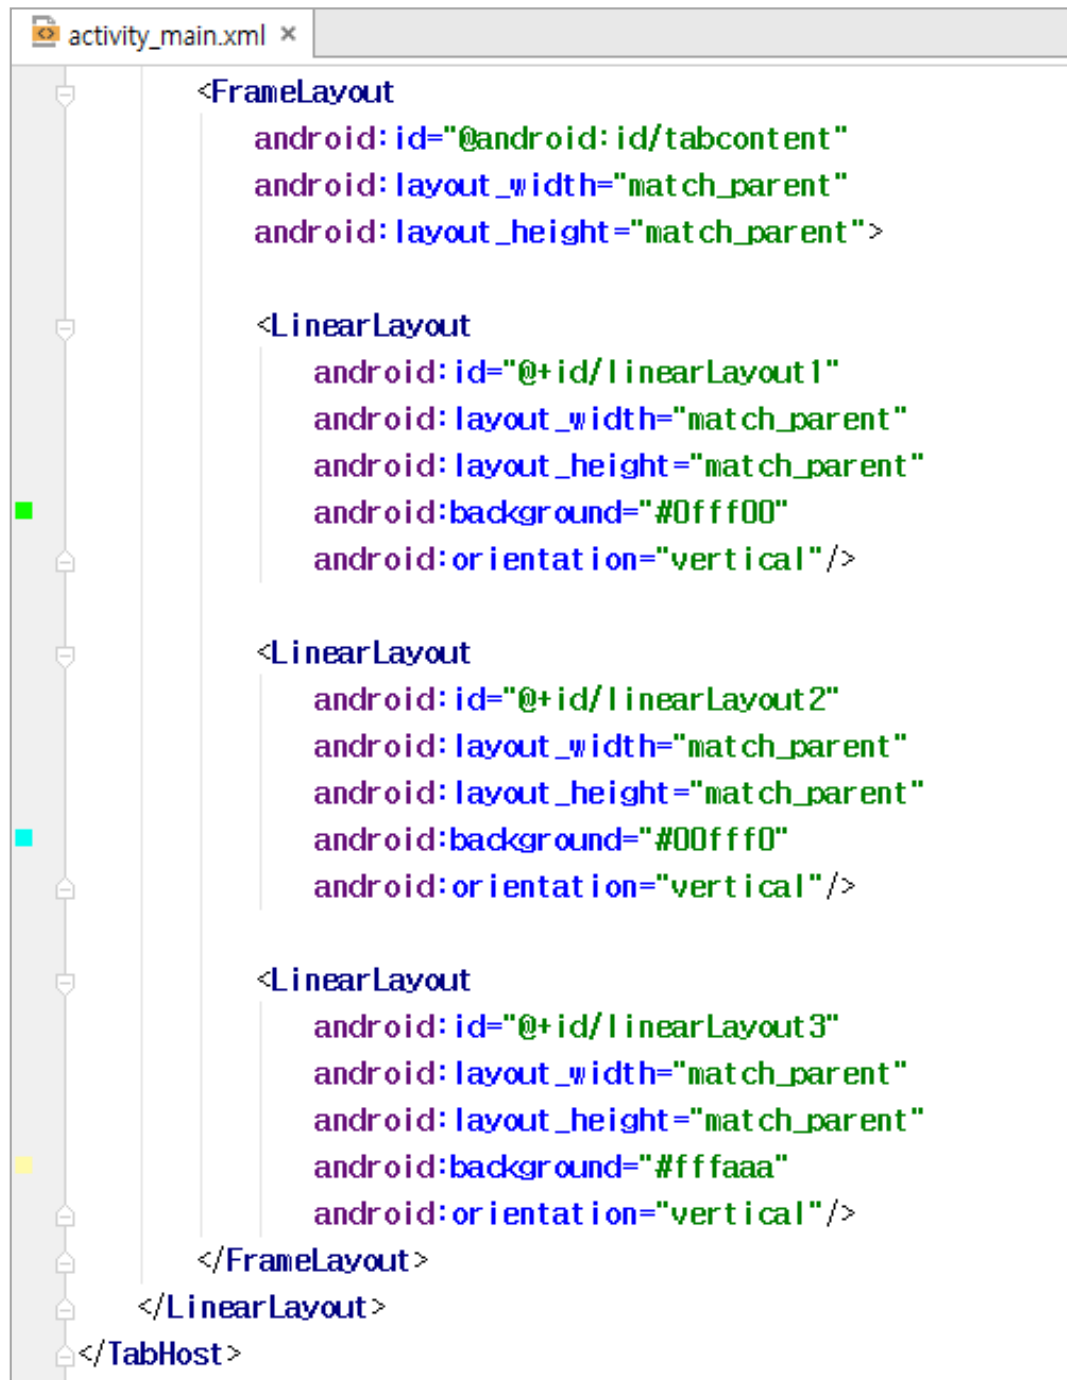 activity_main.xml ×
<FrameLayout
android:id="@android:id/tabcontent"
android:layout_width="match_parent"
android:layout_height="match_parent">
<LinearLayout
android:id="@+id/linearLayout1"
android:layout_width="match_parent"
android:layout_height="match_parent"
android:background="#0fff00"
android:orientation="vertical"/>
<LinearLayout
android:id="@+id/linearLayout2"
android:layout_width="match_parent"
android:layout_height="match_parent"
android:background="#00fff0"
android:orientation="vertical"/>
<LinearLayout
android:id="@+id/linearLayout3"
android:layout_width="match_parent"
android:layout_height="match_parent"
android:background="#fffaaa"
android:orientation="vertical"/>
</FrameLayout>
</LinearLayout>
</TabHost>